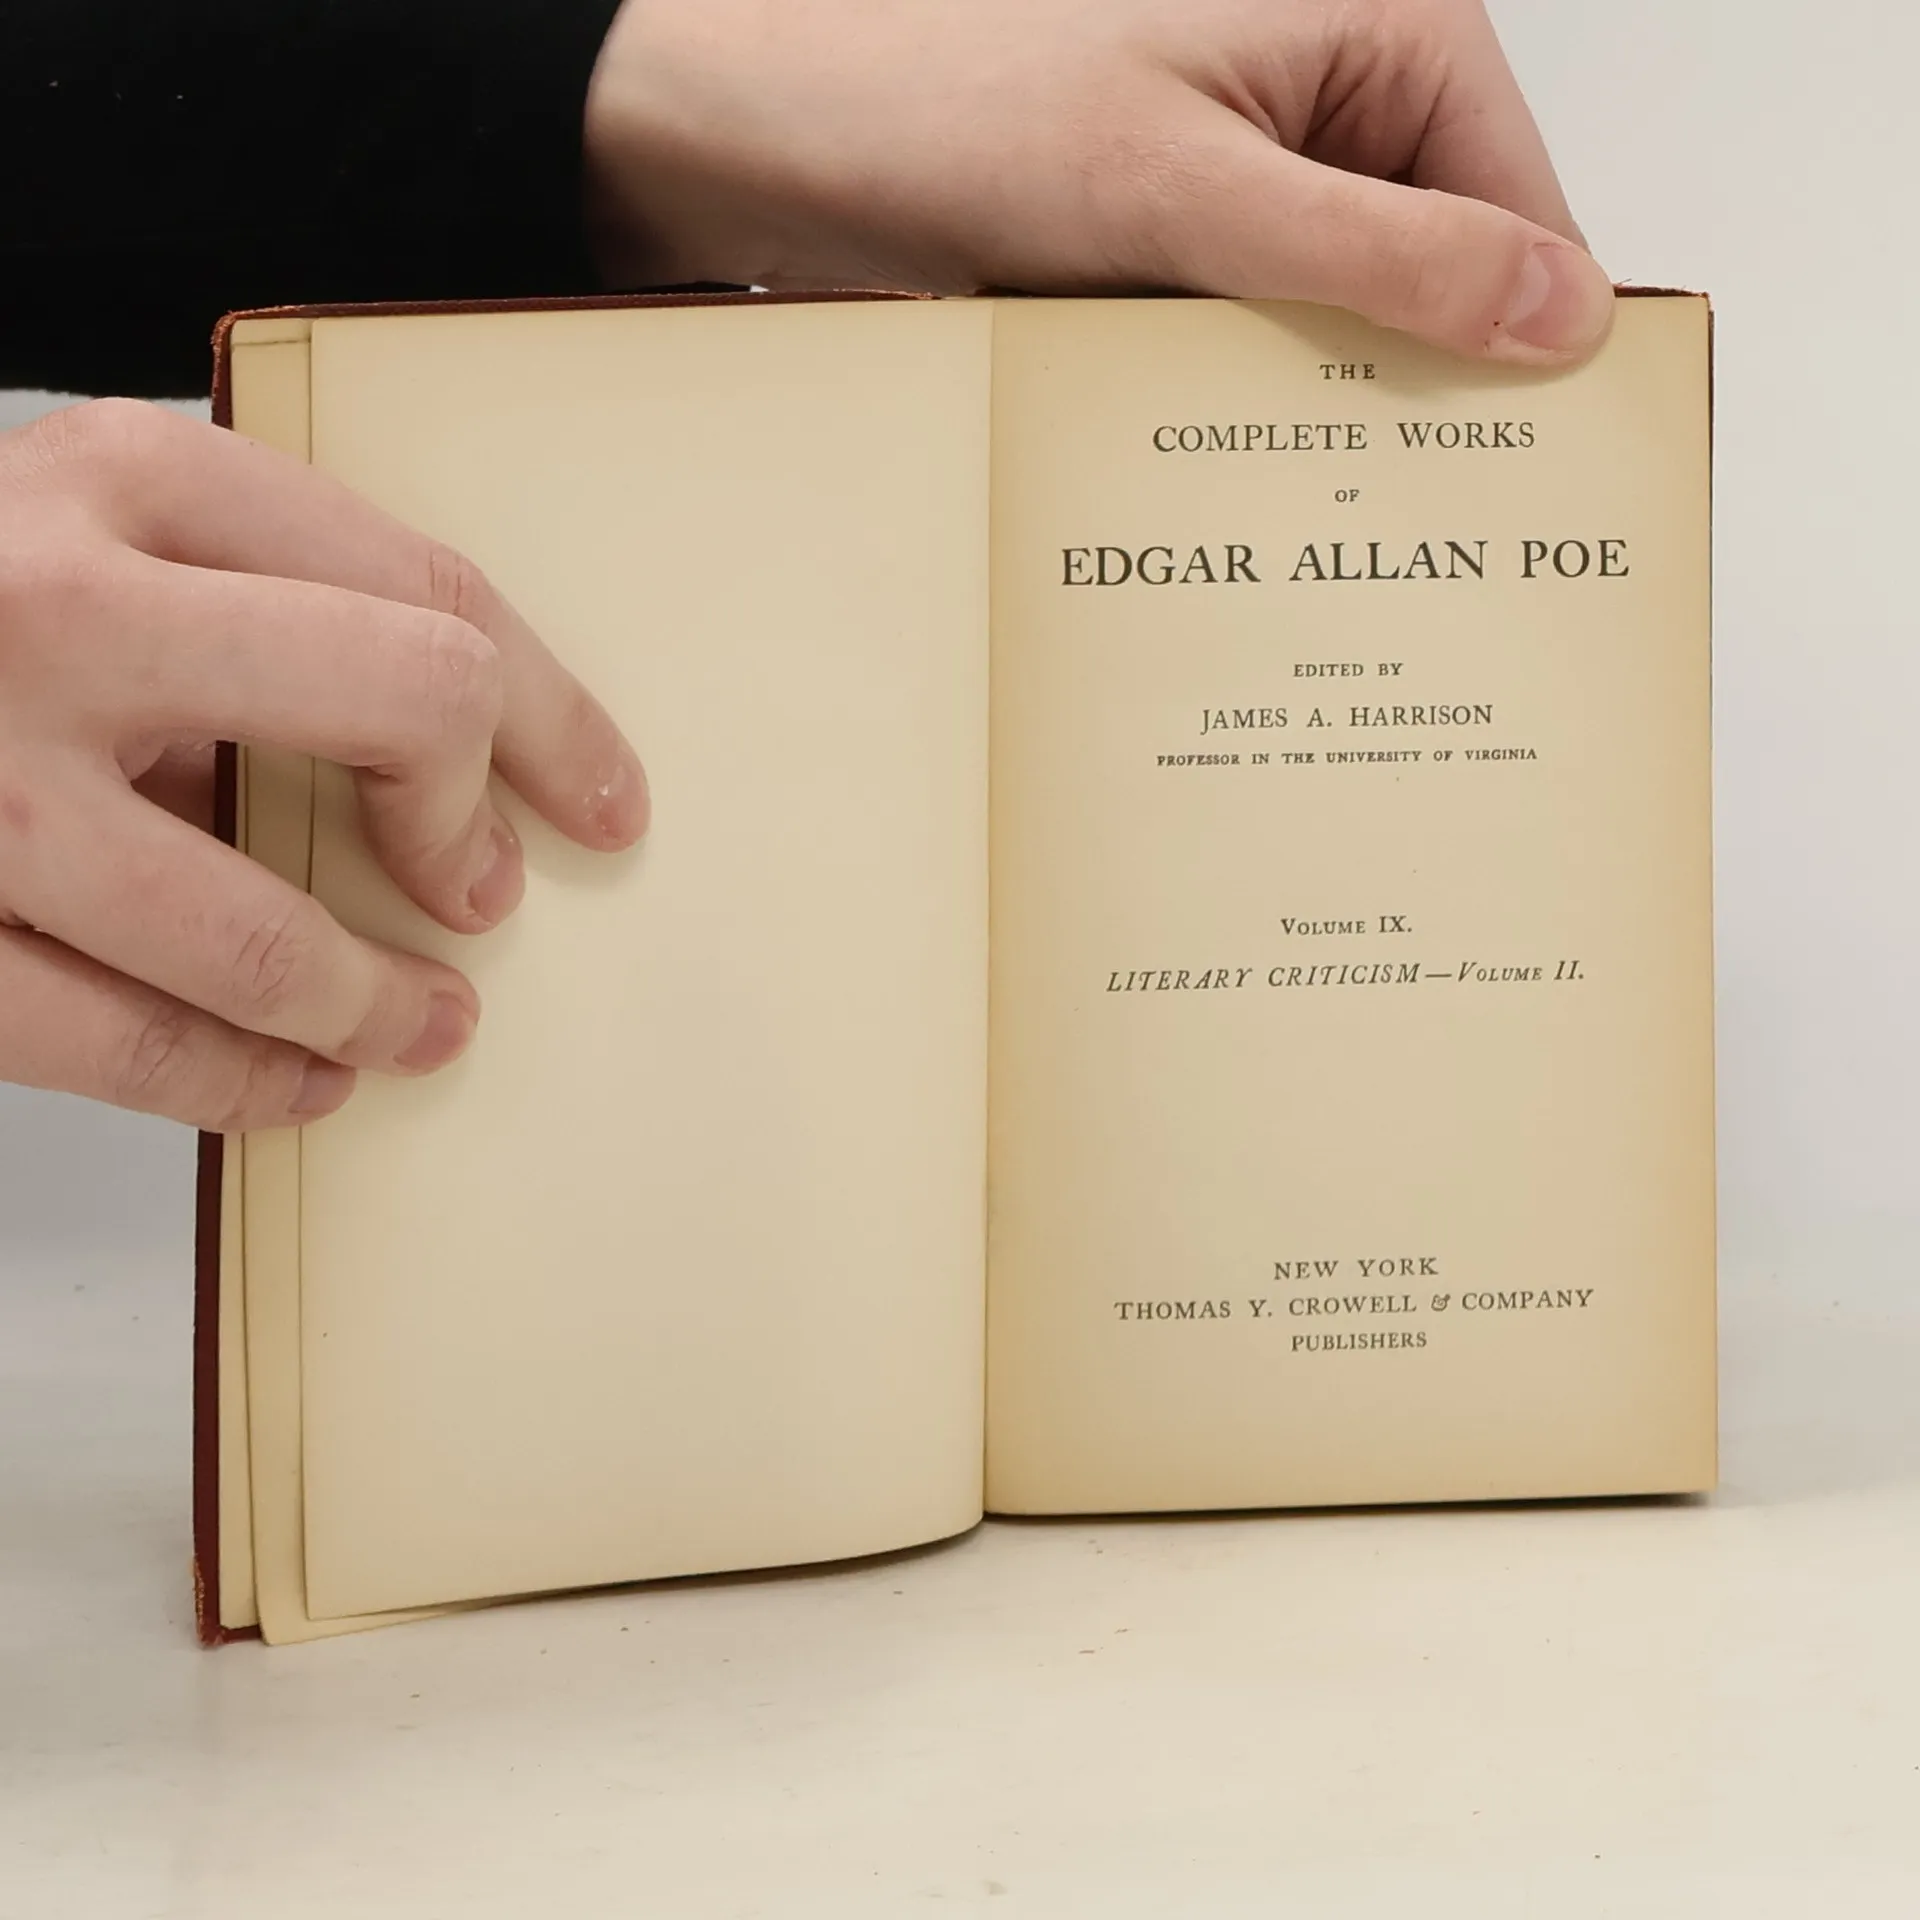 THE
COMPLETE WORKS
OF
EDGAR ALLAN POE
EDITED BY
JAMES A. HARRISON
PROFESSOR IN THE UNIVERSITY OF VIRGINIA
VOLUME IX.
LITERARY CRITICISM—VOLUME II.
NEW YORK
THOMAS Y. CROWELL & COMPANY
PUBLISHERS